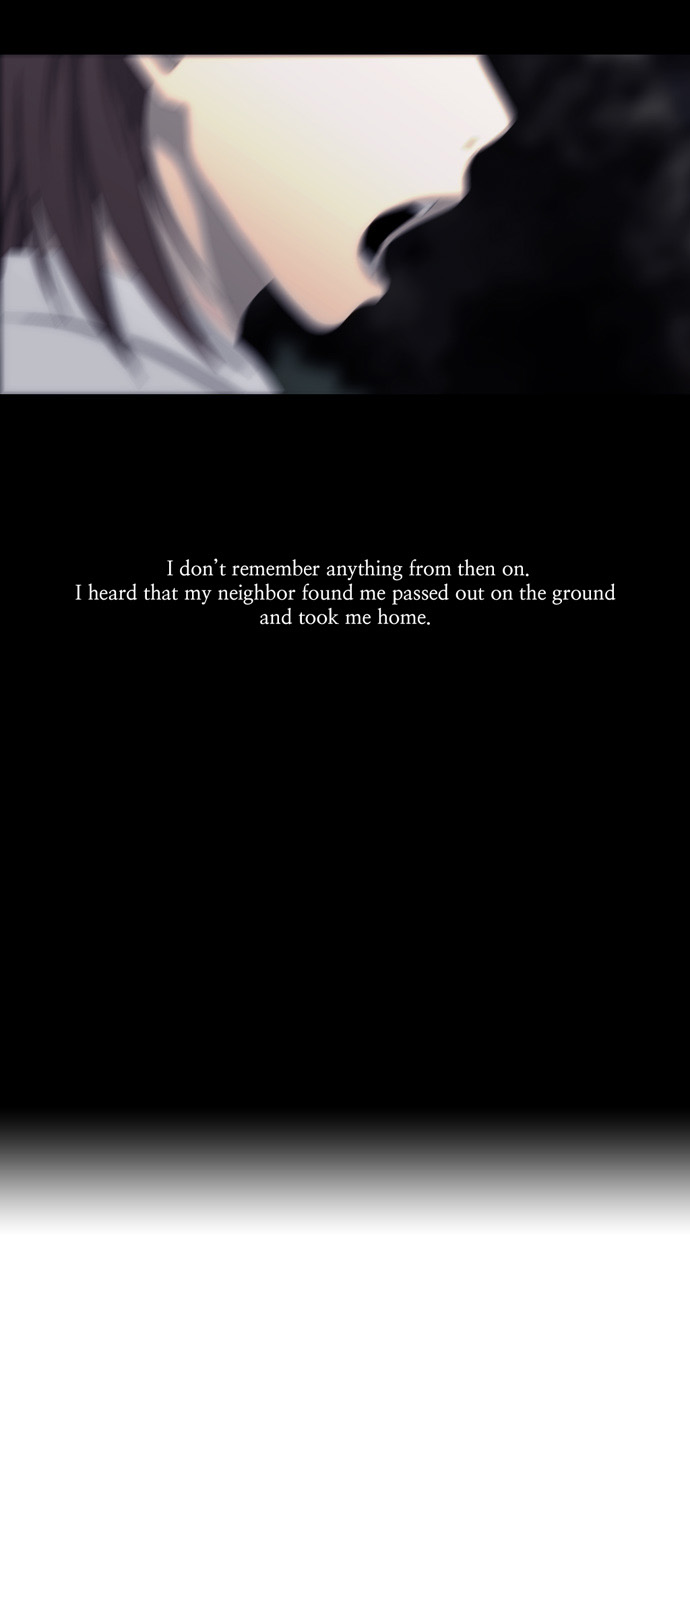 I don’t remember anything from then on.
I heard that my neighbor found me passed out on the ground
and took me home.